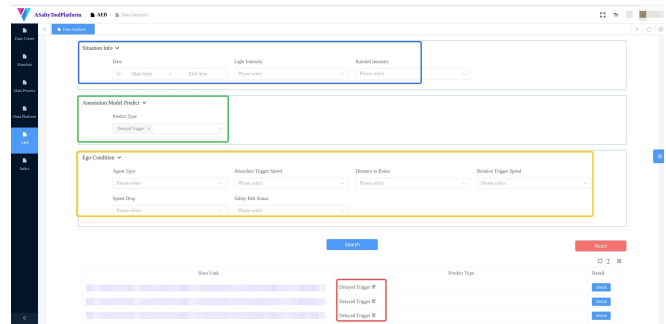 ASafetyToolPlatform AEB / Data Analysis
Data Create
Data Analysis
Situation Info
Simulate
Date Light Intensity Rainfall Intensity
Start time - End time Please select Please select
Data Process
Annotation Model Predict
Data Platform
Predict Type
Delayed Trigger ×
AEB
Ego Condition
Index
Agent Type Absolute Trigger Speed Distance to Brake Relative Trigger Speed
Please select Please select Please select Please select
Speed Drop Safety Belt Status
Please select Please select
Search Reset
Data Link Predict Type Detail
Delayed Trigger check
Delayed Trigger check
Delayed Trigger check